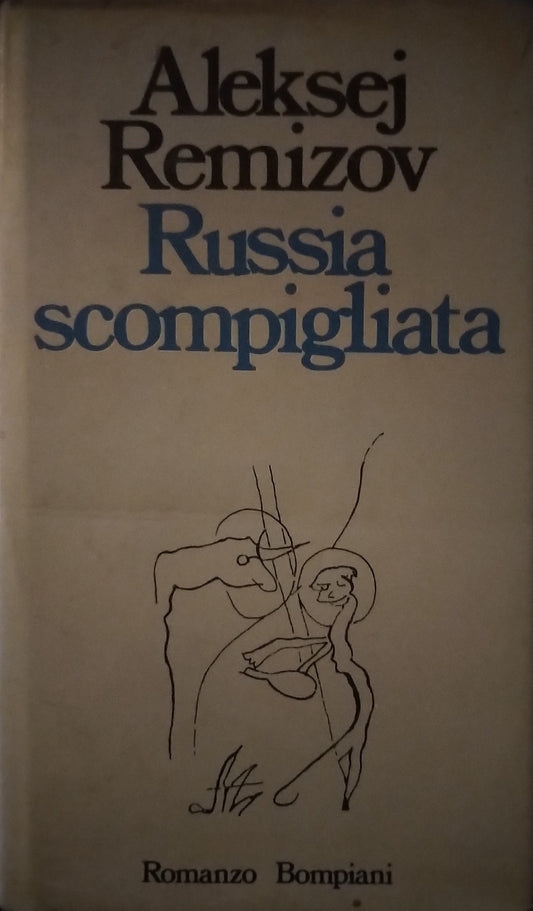 Aleksej
Remizov
Russia
scompigliata
Romanzo Bompiani